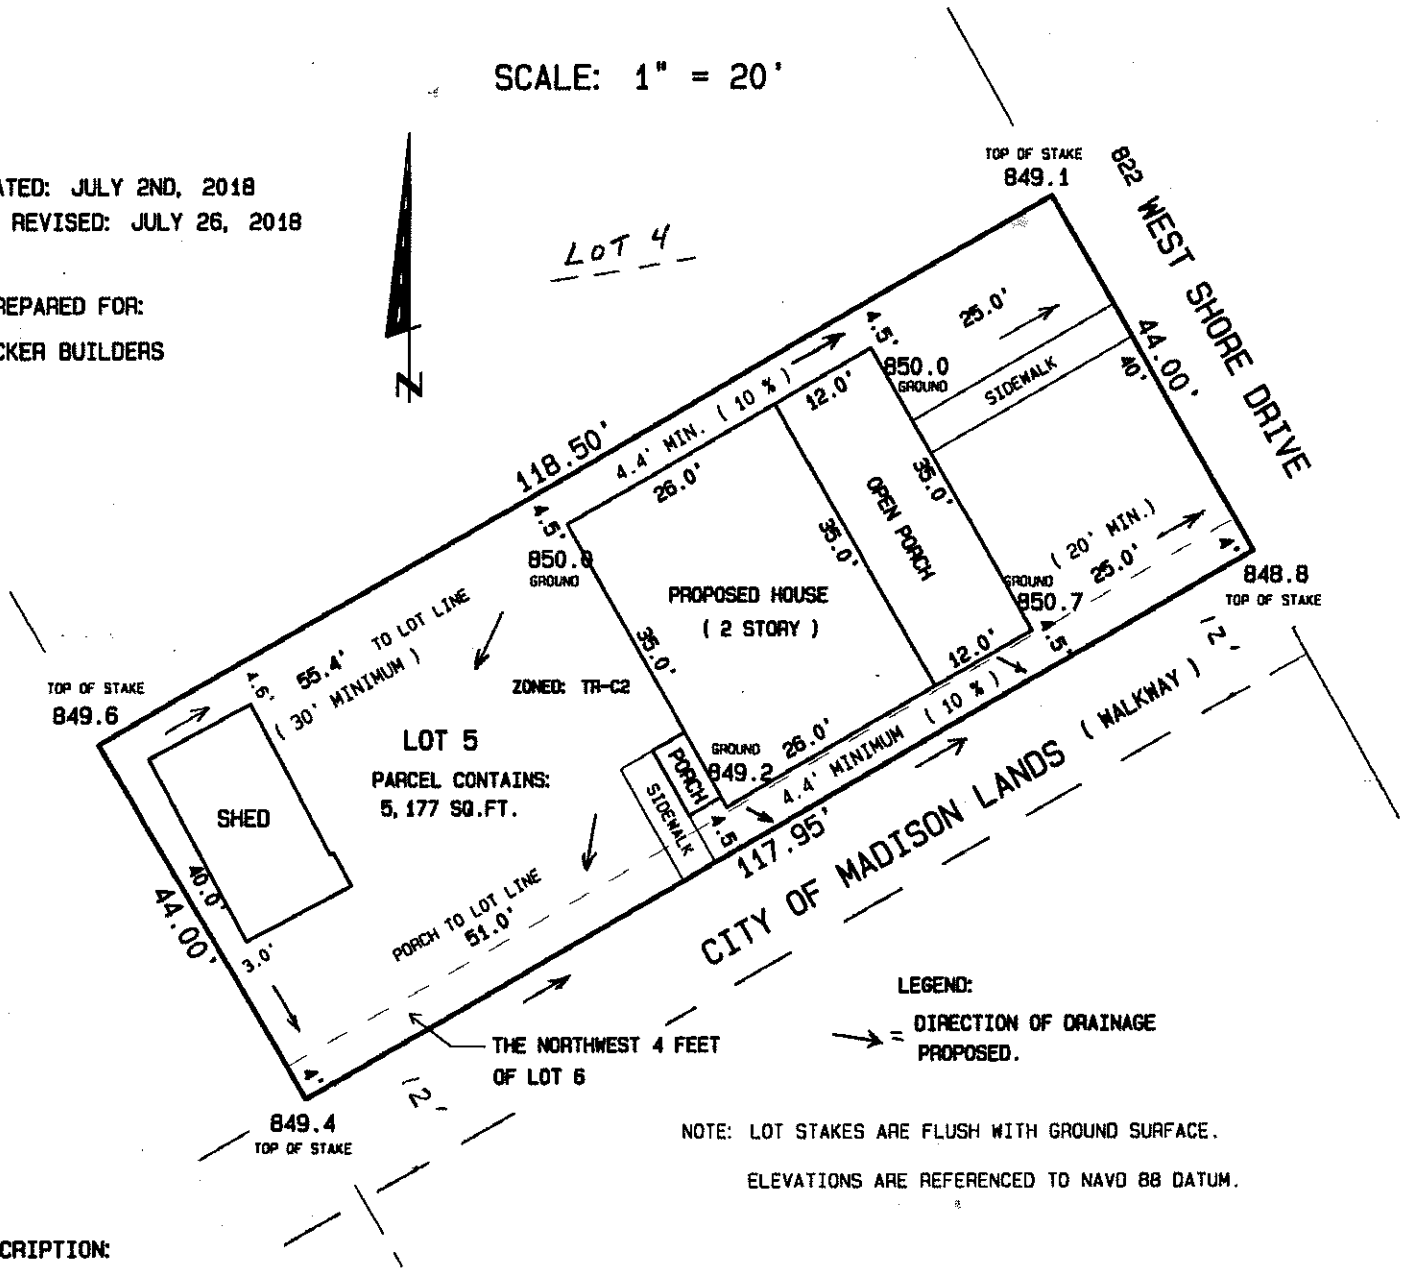 SCALE: 1" = 20'
ATED: JULY 2ND, 2018
REVISED: JULY 26, 2018
REPARED FOR:
CKER BUILDERS
N
LOT 4
TOP OF STAKE
849.1
822 WEST SHORE DRIVE
44.00'
40'
25.0'
SIDEWALK
4.5'
850.0
GROUND
118.50'
4.4' MIN. ( 10 % )
12.0'
26.0'
35.0'
OPEN PORCH
35.0'
4.5'
GROUND
PROPOSED HOUSE
( 2 STORY )
35.0'
GROUND
850.7
( 20' MIN.)
25.0'
4'
848.8
TOP OF STAKE
12'
4.5'
12.0'
26.0'
4.4' MINIMUM ( 10 % )
GROUND
849.2
PORCH
SIDEWALK
4.5'
117.95'
CITY OF MADISON LANDS ( WALKWAY )
ZONED: TR-C2
TOP OF STAKE
849.6
4.6'
55.4' TO LOT LINE
( 30' MINIMUM )
LOT 5
PARCEL CONTAINS:
5,177 SQ.FT.
SHED
40.0'
44.00'
3.0'
PORCH TO LOT LINE
51.0'
THE NORTHWEST 4 FEET
OF LOT 6
4'
12'
849.4
TOP OF STAKE
LEGEND:
= DIRECTION OF DRAINAGE
PROPOSED.
NOTE: LOT STAKES ARE FLUSH WITH GROUND SURFACE.
ELEVATIONS ARE REFERENCED TO NAVD 88 DATUM.
CRIPTION: